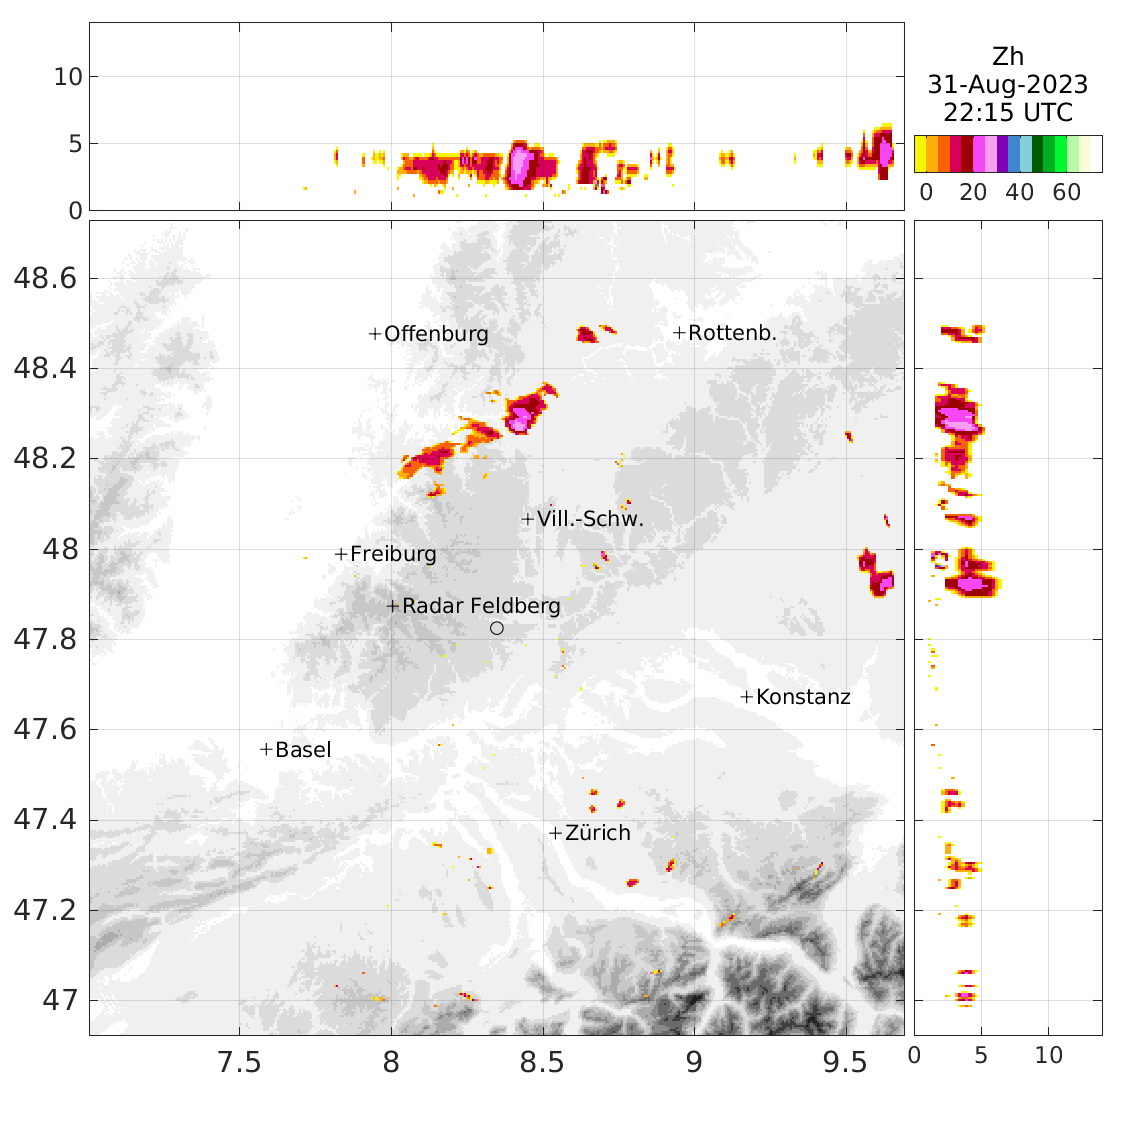 10
5
0
Zh
31-Aug-2023
22:15 UTC
0 20 40 60
48.6
48.4
48.2
48
47.8
47.6
47.4
47.2
47
Offenburg
Rottenb.
Vill.-Schw.
Freiburg
Radar Feldberg
Konstanz
Basel
Zürich
7.5 8 8.5 9 9.5
0 5 10